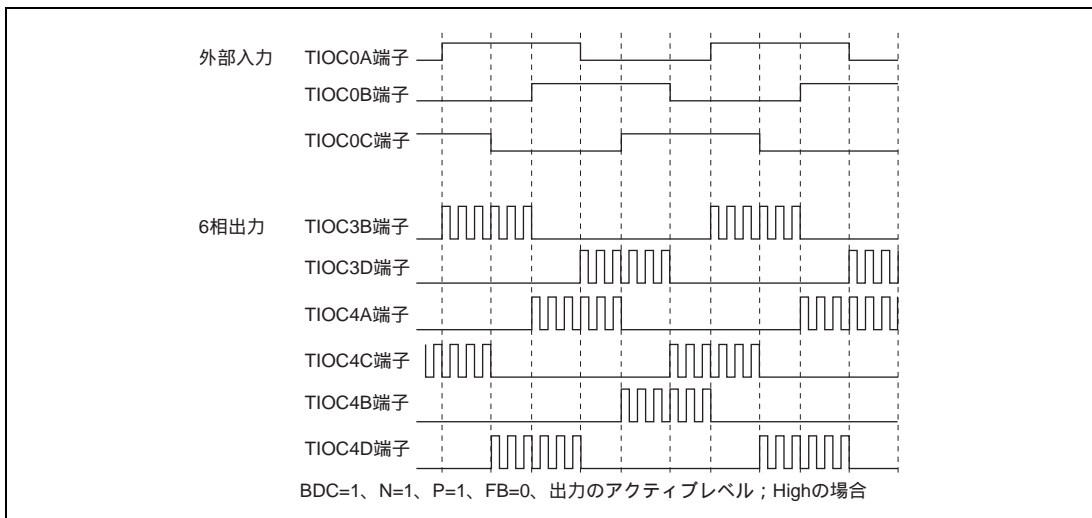 外部入力 TIOC0A端子
TIOC0B端子
TIOC0C端子
6相出力 TIOC3B端子
TIOC3D端子
TIOC4A端子
TIOC4C端子
TIOC4B端子
TIOC4D端子
BDC=1、N=1、P=1、FB=0、出力のアクティブレベル；Highの場合